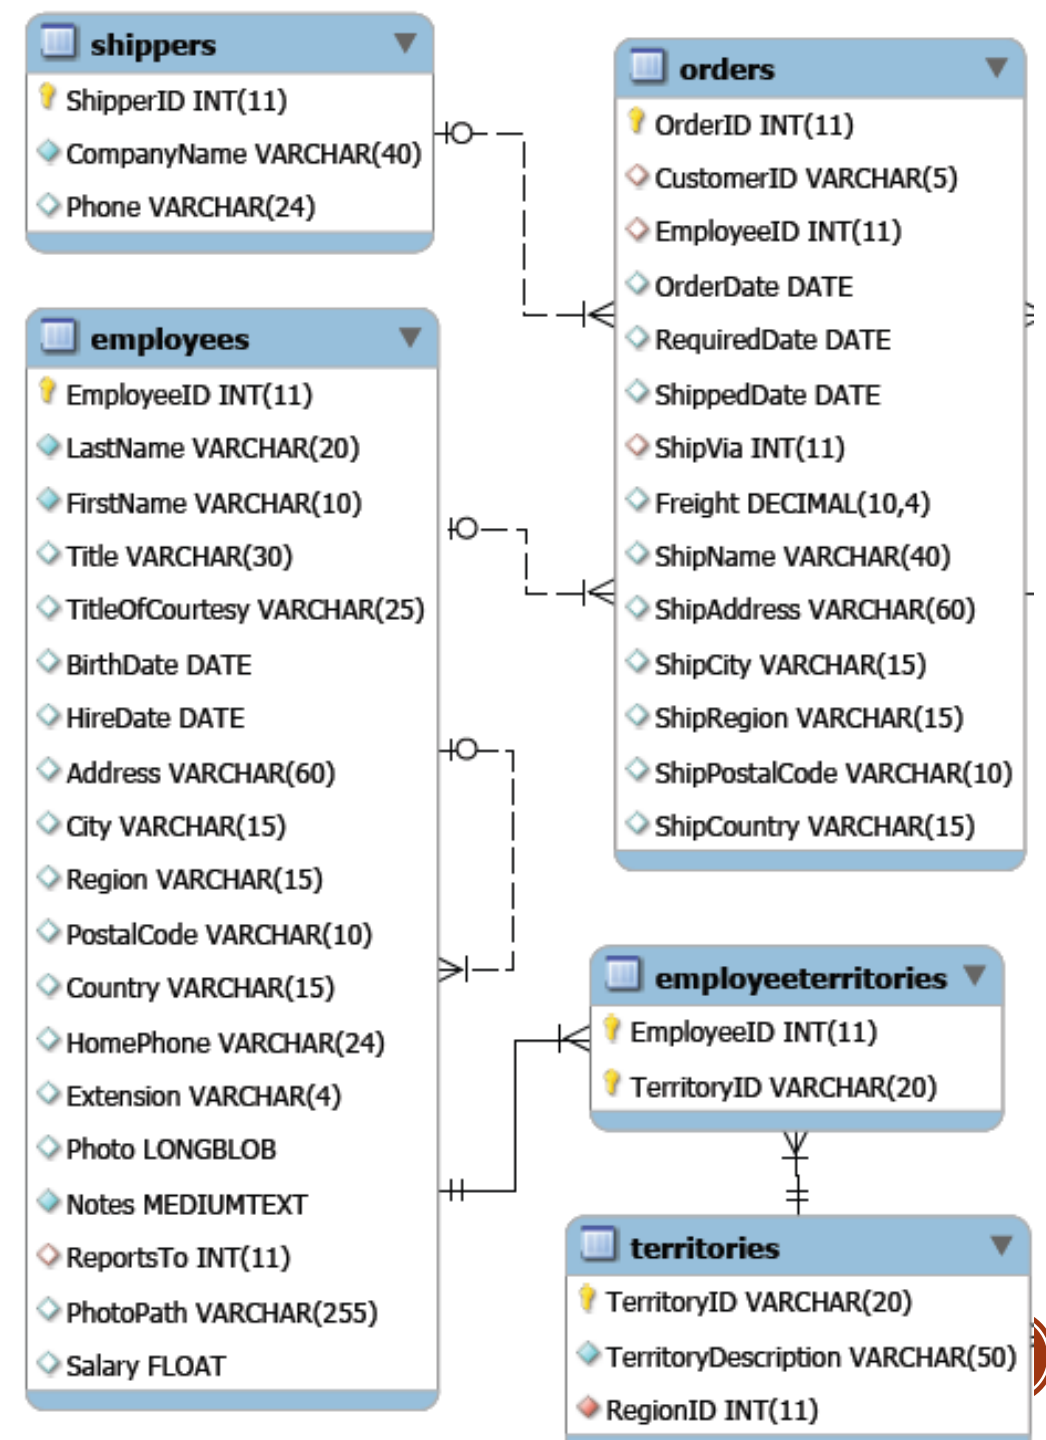 shippers
ShipperID INT(11)
CompanyName VARCHAR(40)
Phone VARCHAR(24)
orders
OrderID INT(11)
CustomerID VARCHAR(5)
EmployeeID INT(11)
OrderDate DATE
RequiredDate DATE
ShippedDate DATE
ShipVia INT(11)
Freight DECIMAL(10,4)
ShipName VARCHAR(40)
ShipAddress VARCHAR(60)
ShipCity VARCHAR(15)
ShipRegion VARCHAR(15)
ShipPostalCode VARCHAR(10)
ShipCountry VARCHAR(15)
employees
EmployeeID INT(11)
LastName VARCHAR(20)
FirstName VARCHAR(10)
Title VARCHAR(30)
TitleOfCourtesy VARCHAR(25)
BirthDate DATE
HireDate DATE
Address VARCHAR(60)
City VARCHAR(15)
Region VARCHAR(15)
PostalCode VARCHAR(10)
Country VARCHAR(15)
HomePhone VARCHAR(24)
Extension VARCHAR(4)
Photo LONGBLOB
Notes MEDIUMTEXT
ReportsTo INT(11)
PhotoPath VARCHAR(255)
Salary FLOAT
employeeterritories
EmployeeID INT(11)
TerritoryID VARCHAR(20)
territories
TerritoryID VARCHAR(20)
TerritoryDescription VARCHAR(50)
RegionID INT(11)